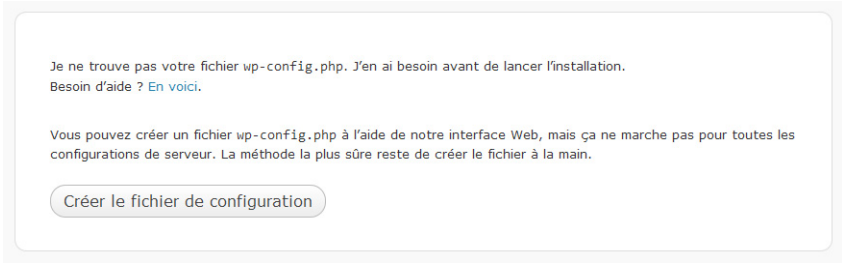 Je ne trouve pas votre fichier wp-config.php. J’en ai besoin avant de lancer l’installation.
Besoin d’aide ? En voici.
Vous pouvez créer un fichier wp-config.php à l’aide de notre interface Web, mais ça ne marche pas pour toutes les
configurations de serveur. La méthode la plus sûre reste de créer le fichier à la main.
Créer le fichier de configuration